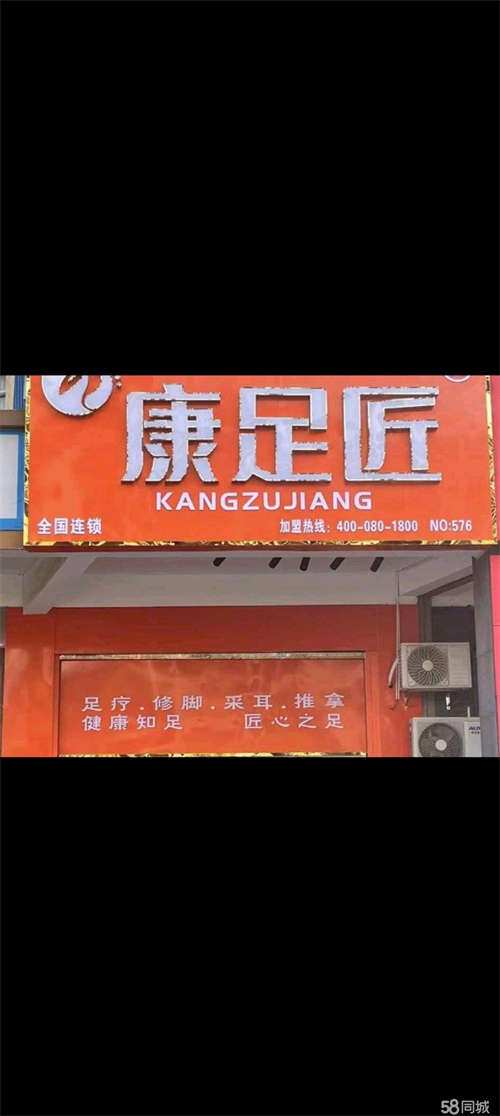 康足匠
KANGZUJIANG
全国连锁 加盟热线：400-080-1800 NO:576
足疗.修脚.采耳.推拿
健康知足 匠心之足
58同城